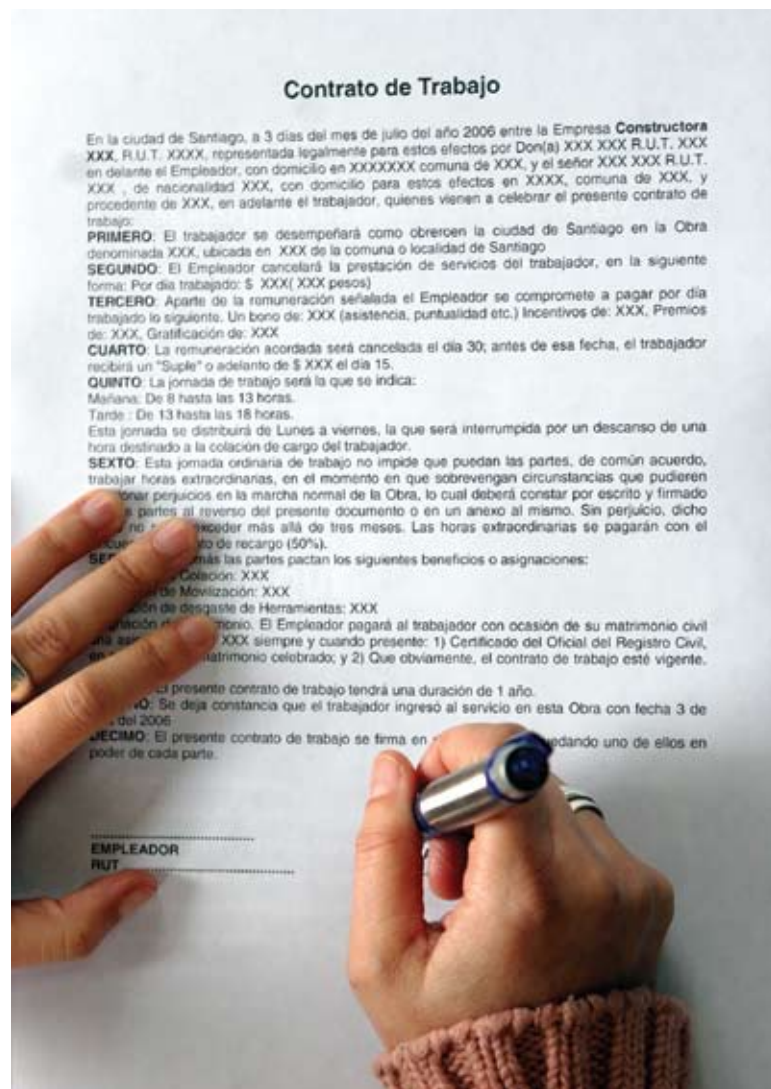 Contrato de Trabajo
En la ciudad de Santiago, a 3 días del mes de julio del año 2006 entre la Empresa Constructora
XXX, R.U.T. XXXX, representada legalmente para estos efectos por Don(a) XXX XXX R.U.T. XXX
en delante el Empleador, con domicilio en XXXXXXX comuna de XXX, y el señor XXX XXX R.U.T.
XXX , de nacionalidad XXX, con domicilio para estos efectos en XXXX, comuna de XXX, y
procedente de XXX, en adelante el trabajador, quienes vienen a celebrar el presente contrato de
trabajo:
PRIMERO: El trabajador se desempeñará como obreroen la ciudad de Santiago en la Obra
denominada XXX, ubicada en XXX de la comuna o localidad de Santiago
SEGUNDO: El Empleador cancelará la prestación de servicios del trabajador, en la siguiente
forma: Por día trabajado: $ XXX( XXX pesos)
TERCERO: Aparte de la remuneración señalada el Empleador se compromete a pagar por día
trabajado lo siguiente. Un bono de: XXX (asistencia, puntualidad etc.) Incentivos de: XXX, Premios
de: XXX, Gratificación de: XXX
CUARTO: La remuneración acordada será cancelada el día 30; antes de esa fecha, el trabajador
recibirá un "Suple" o adelanto de $ XXX el día 15.
QUINTO: La jornada de trabajo será la que se indica:
Mañana: De 8 hasta las 13 horas.
Tarde : De 13 hasta las 18 horas.
Esta jornada se distribuirá de Lunes a viernes, la que será interrumpida por un descanso de una
hora destinado a la colación de cargo del trabajador.
SEXTO: Esta jornada ordinaria de trabajo no impide que puedan las partes, de común acuerdo,
trabajar horas extraordinarias, en el momento en que sobrevengan circunstancias que pudieren
perjuicios en la marcha normal de la Obra, lo cual deberá constar por escrito y firmado
partes al reverso del presente documento o en un anexo al mismo. Sin perjuicio, dicho
no exceder más allá de tres meses. Las horas extraordinarias se pagarán con el
de recargo (50%).
las partes pactan los siguientes beneficios o asignaciones:
Colación: XXX
de Movilización: XXX
de desgaste de Herramientas: XXX
El Empleador pagará al trabajador con ocasión de su matrimonio civil
XXX siempre y cuando presente: 1) Certificado del Oficial del Registro Civil,
matrimonio celebrado; y 2) Que obviamente, el contrato de trabajo esté vigente.
presente contrato de trabajo tendrá una duración de 1 año.
Se deja constancia que el trabajador ingresó al servicio en esta Obra con fecha 3 de
del 2006
DECIMO: El presente contrato de trabajo se firma en quedando uno de ellos en
poder de cada parte.
EMPLEADOR
RUT